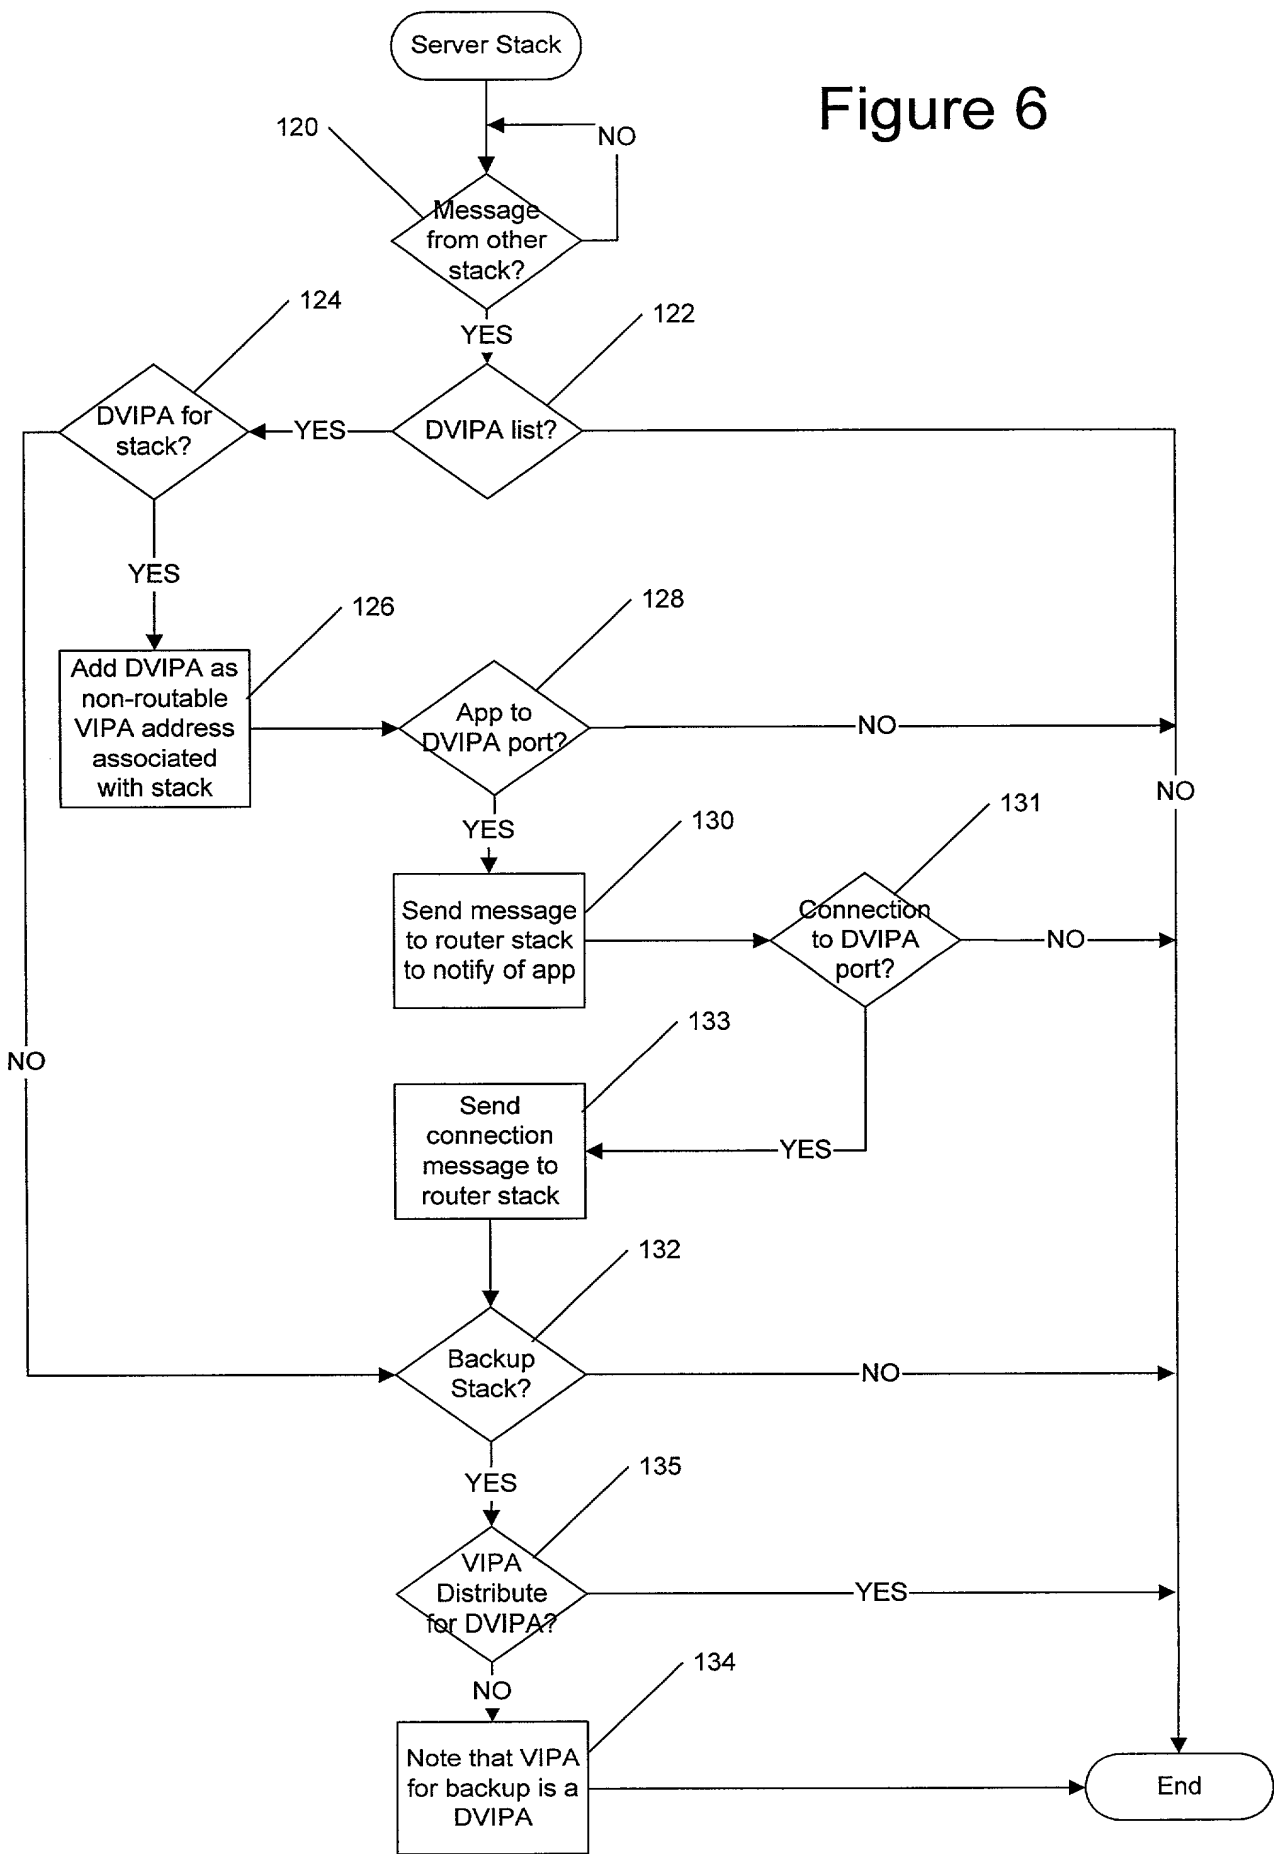 Server Stack
Figure 6
120
NO
Message
from other
stack?
124
YES
122
DVIPA for
stack?
YES
DVIPA list?
YES
126
128
Add DVIPA as
non-routable
VIPA address
associated
with stack
App to
DVIPA port?
NO
NO
YES
130
131
Send message
to router stack
to notify of app
Connection
to DVIPA
port?
NO
133
NO
Send
connection
message to
router stack
YES
132
Backup
Stack?
NO
YES
135
VIPA
Distribute
for DVIPA?
YES
134
NO
Note that VIPA
for backup is a
DVIPA
End